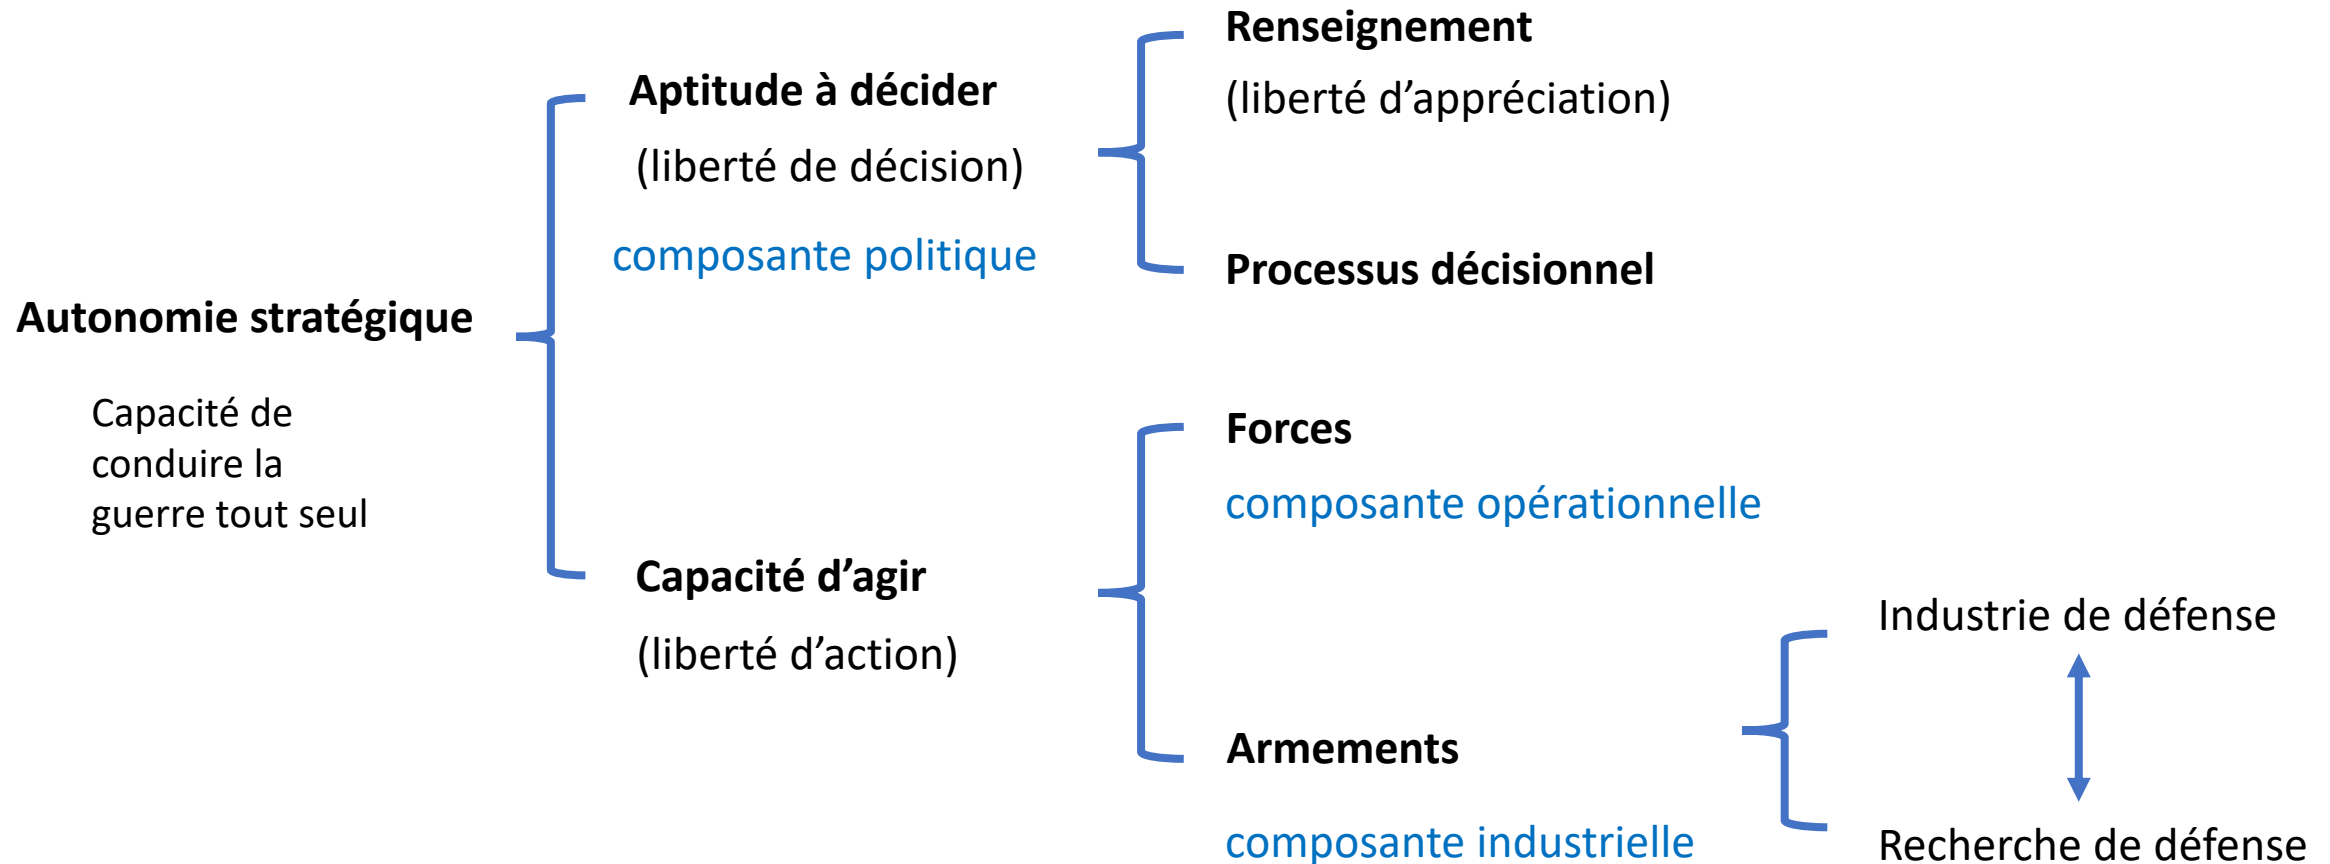 Autonomie stratégique
Capacité de
conduire la
guerre tout seul
Aptitude à décider
(liberté de décision)
composante politique
Renseignement
(liberté d’appréciation)
Processus décisionnel
Capacité d’agir
(liberté d’action)
Forces
composante opérationnelle
Armements
composante industrielle
Industrie de défense
Recherche de défense